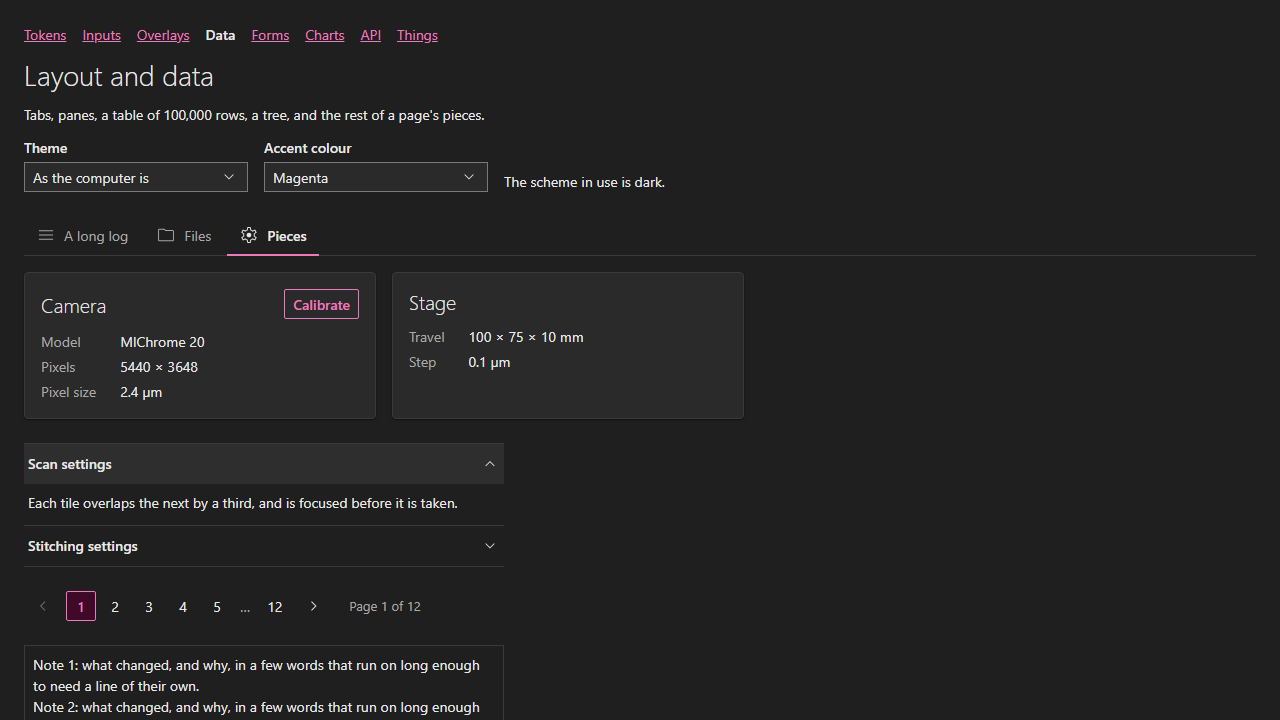 Tokens Inputs Overlays Data Forms Charts API Things
Layout and data
Tabs, panes, a table of 100,000 rows, a tree, and the rest of a page's pieces.
Theme Accent colour
As the computer is Magenta The scheme in use is dark.
A long log Files Pieces
Camera Calibrate
Model MIChrome 20
Pixels 5440 × 3648
Pixel size 2.4 µm
Stage
Travel 100 × 75 × 10 mm
Step 0.1 µm
Scan settings
Each tile overlaps the next by a third, and is focused before it is taken.
Stitching settings
1 2 3 4 5 ... 12 Page 1 of 12
Note 1: what changed, and why, in a few words that run on long enough
to need a line of their own.
Note 2: what changed, and why, in a few words that run on long enough